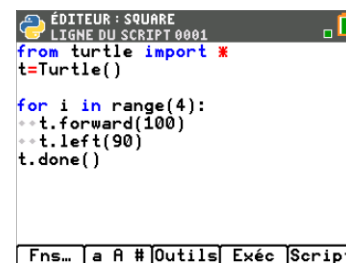 ÉDITEUR : SQUARE
LIGNE DU SCRIPT 0001
from turtle import *
t=Turtle()
for i in range(4):
  t.forward(100)
  t.left(90)
t.done()
Fns… a A # Outils Exéc Script